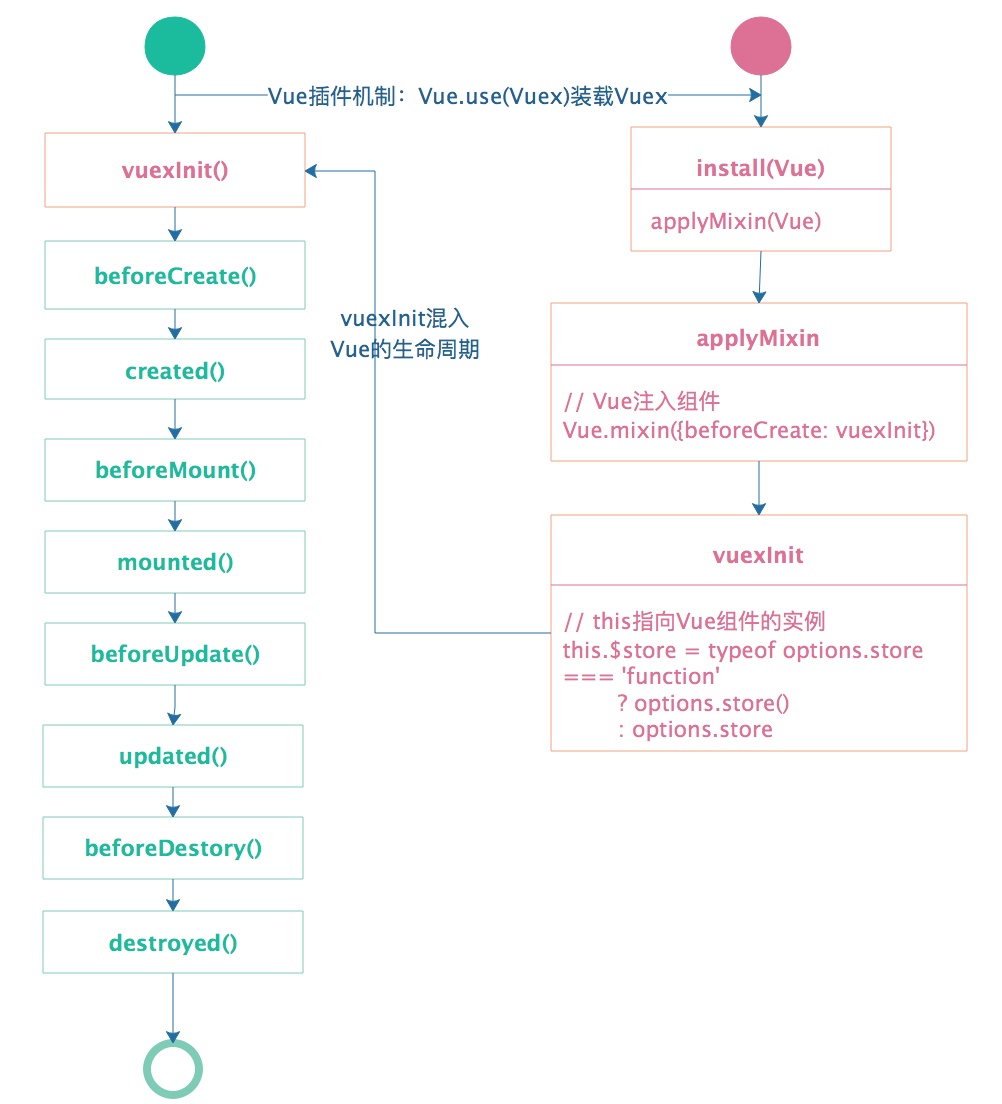 Vue插件机制：Vue.use(Vuex)装载Vuex
vuexInit()
beforeCreate()
created()
beforeMount()
mounted()
beforeUpdate()
updated()
beforeDestory()
destroyed()
vuexInit混入
Vue的生命周期
install(Vue)
applyMixin(Vue)
applyMixin
// Vue注入组件
Vue.mixin({beforeCreate: vuexInit})
vuexInit
// this指向Vue组件的实例
this.$store = typeof options.store
=== 'function'
? options.store()
: options.store